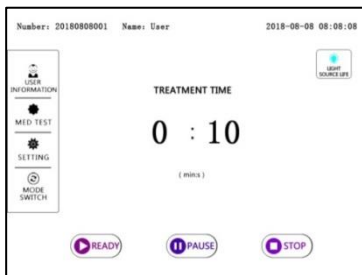 Number: 20180808001 Name: User 2018-08-08 08:08:08
USER
INFORMATION
MED TEST
SETTING
MODE
SWITCH
LIGHT
SOURCE LIFE
TREATMENT TIME
0 : 10
( min:s )
READY
PAUSE
STOP